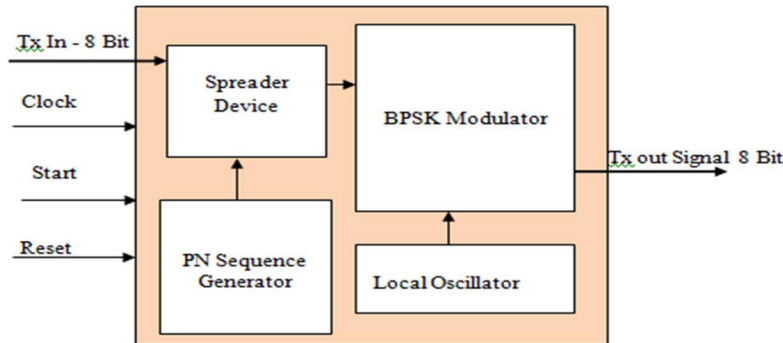 Tx In - 8 Bit
Spreader
Device
BPSK Modulator
Clock
Tx out Signal 8 Bit
Start
Reset
PN Sequence
Generator
Local Oscillator